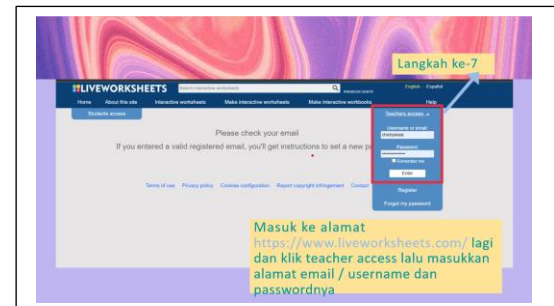 Langkah ke-7
LIVEWORKSHEETS
Search interactive worksheets
Advanced search
English - Español
Home About this site Interactive worksheets Make interactive worksheets Make interactive workbooks Help
Students access
Teachers access
Username or email:
Password:
Remember me
Enter
Register
Forgot my password
Please check your email
If you entered a valid registered email, you'll get instructions to set a new pa
Terms of use Privacy policy Cookies configuration Report copyright infringement Contact
Masuk ke alamat
https://www.liveworksheets.com/ lagi
dan klik teacher access lalu masukkan
alamat email / username dan
passwordnya